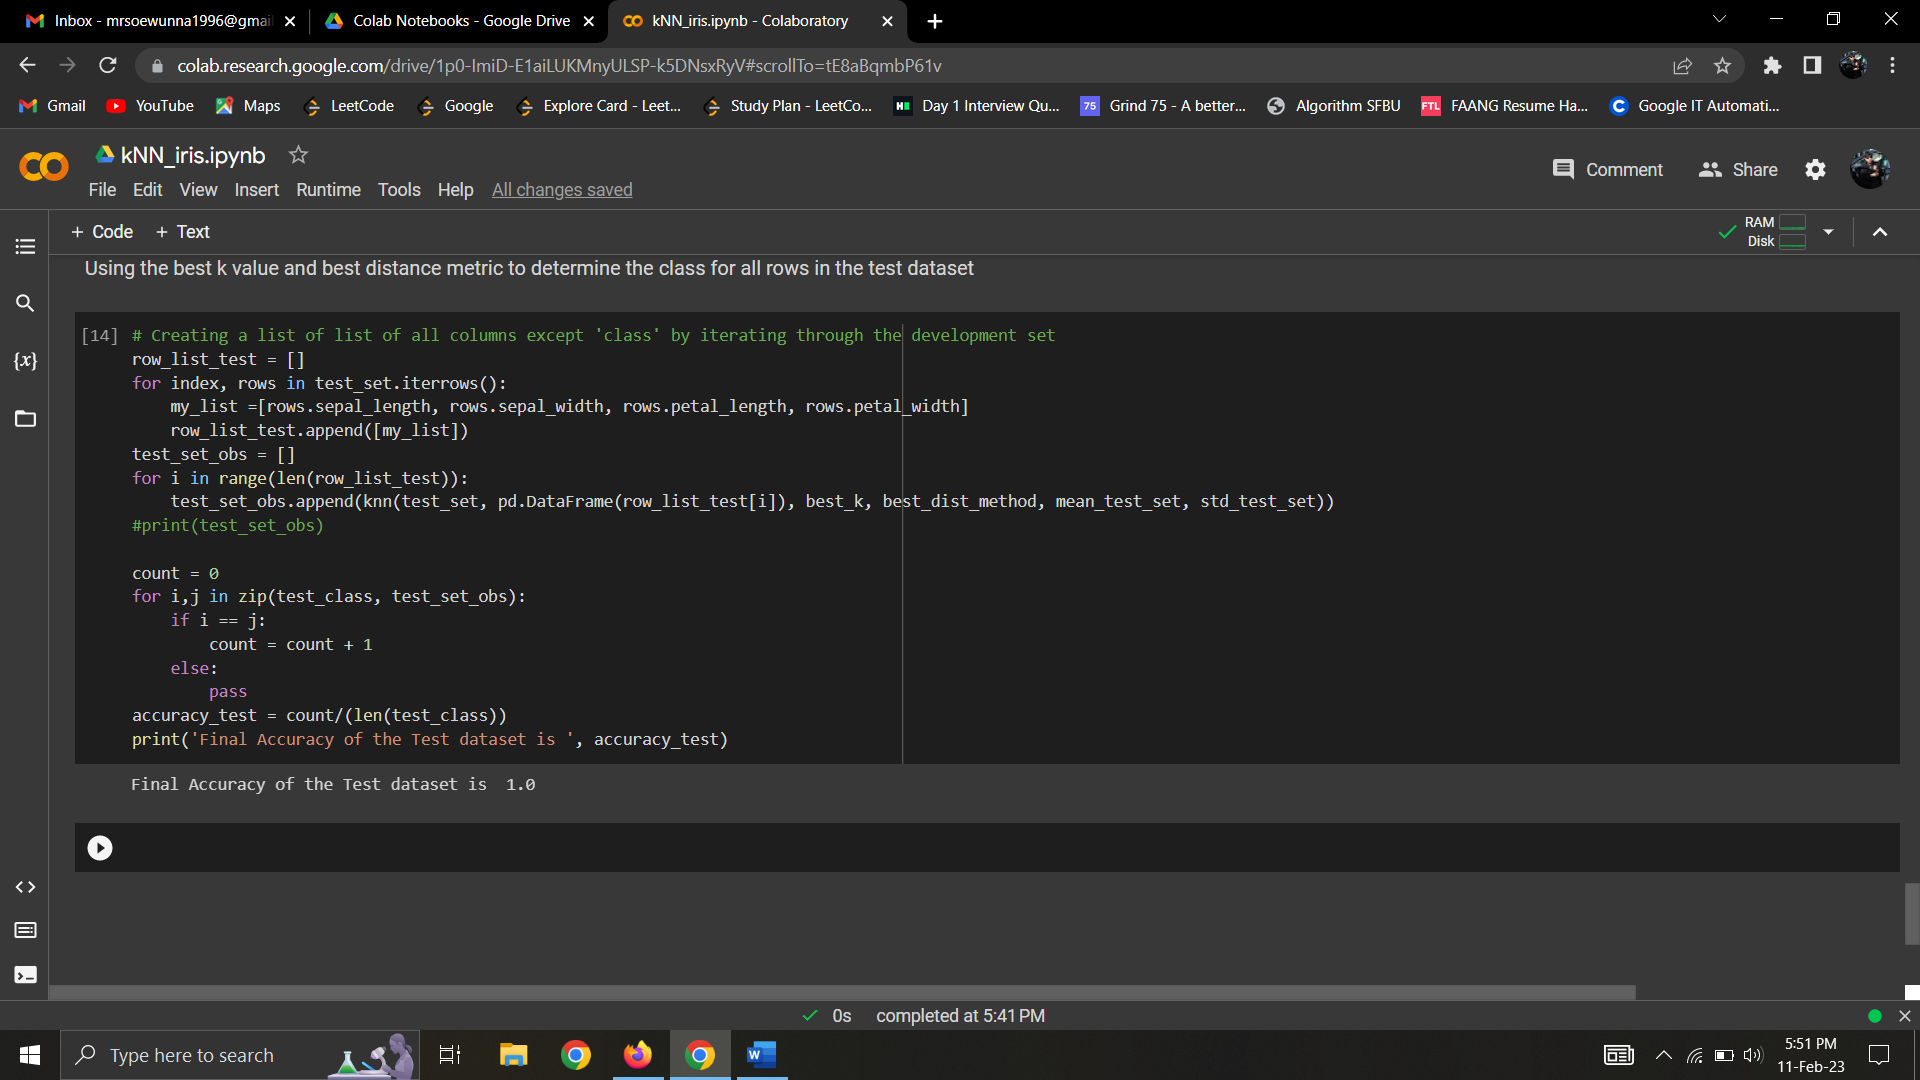 Inbox - mrsoewunna1996@gmai
Colab Notebooks - Google Drive
kNN_iris.ipynb - Colaboratory
colab.research.google.com/drive/1p0-ImiD-E1aiLUKMnyULSP-k5DNsxRyV#scrollTo=tE8aBqmbP61v
Gmail YouTube Maps LeetCode Google Explore Card - Leet... Study Plan - LeetCo... Day 1 Interview Qu... 75 Grind 75 - A better... Algorithm SFBU FTL FAANG Resume Ha... Google IT Automati...
kNN_iris.ipynb
Comment Share
File Edit View Insert Runtime Tools Help All changes saved
+ Code + Text
RAM
Disk
Using the best k value and best distance metric to determine the class for all rows in the test dataset
{x}
[14] # Creating a list of list of all columns except 'class' by iterating through the development set
row_list_test = []
for index, rows in test_set.iterrows():
    my_list =[rows.sepal_length, rows.sepal_width, rows.petal_length, rows.petal_width]
    row_list_test.append([my_list])
test_set_obs = []
for i in range(len(row_list_test)):
    test_set_obs.append(knn(test_set, pd.DataFrame(row_list_test[i]), best_k, best_dist_method, mean_test_set, std_test_set))
#print(test_set_obs)
count = 0
for i,j in zip(test_class, test_set_obs):
    if i == j:
        count = count + 1
    else:
        pass
accuracy_test = count/(len(test_class))
print('Final Accuracy of the Test dataset is ', accuracy_test)
Final Accuracy of the Test dataset is  1.0
0s completed at 5:41 PM
Type here to search
5:51 PM
11-Feb-23